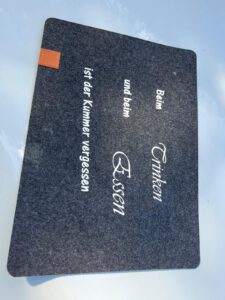 Beim
Trinken
und beim
Essen
ist der Kummer vergessen